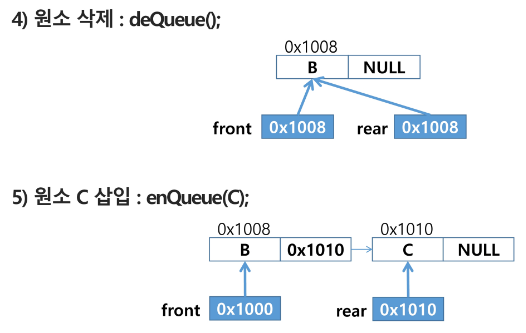 4) 원소 삭제 : deQueue();
0x1008
B NULL
front 0x1008 rear 0x1008
5) 원소 C 삽입 : enQueue(C);
0x1008 0x1010
B 0x1010 C NULL
front 0x1000 rear 0x1010